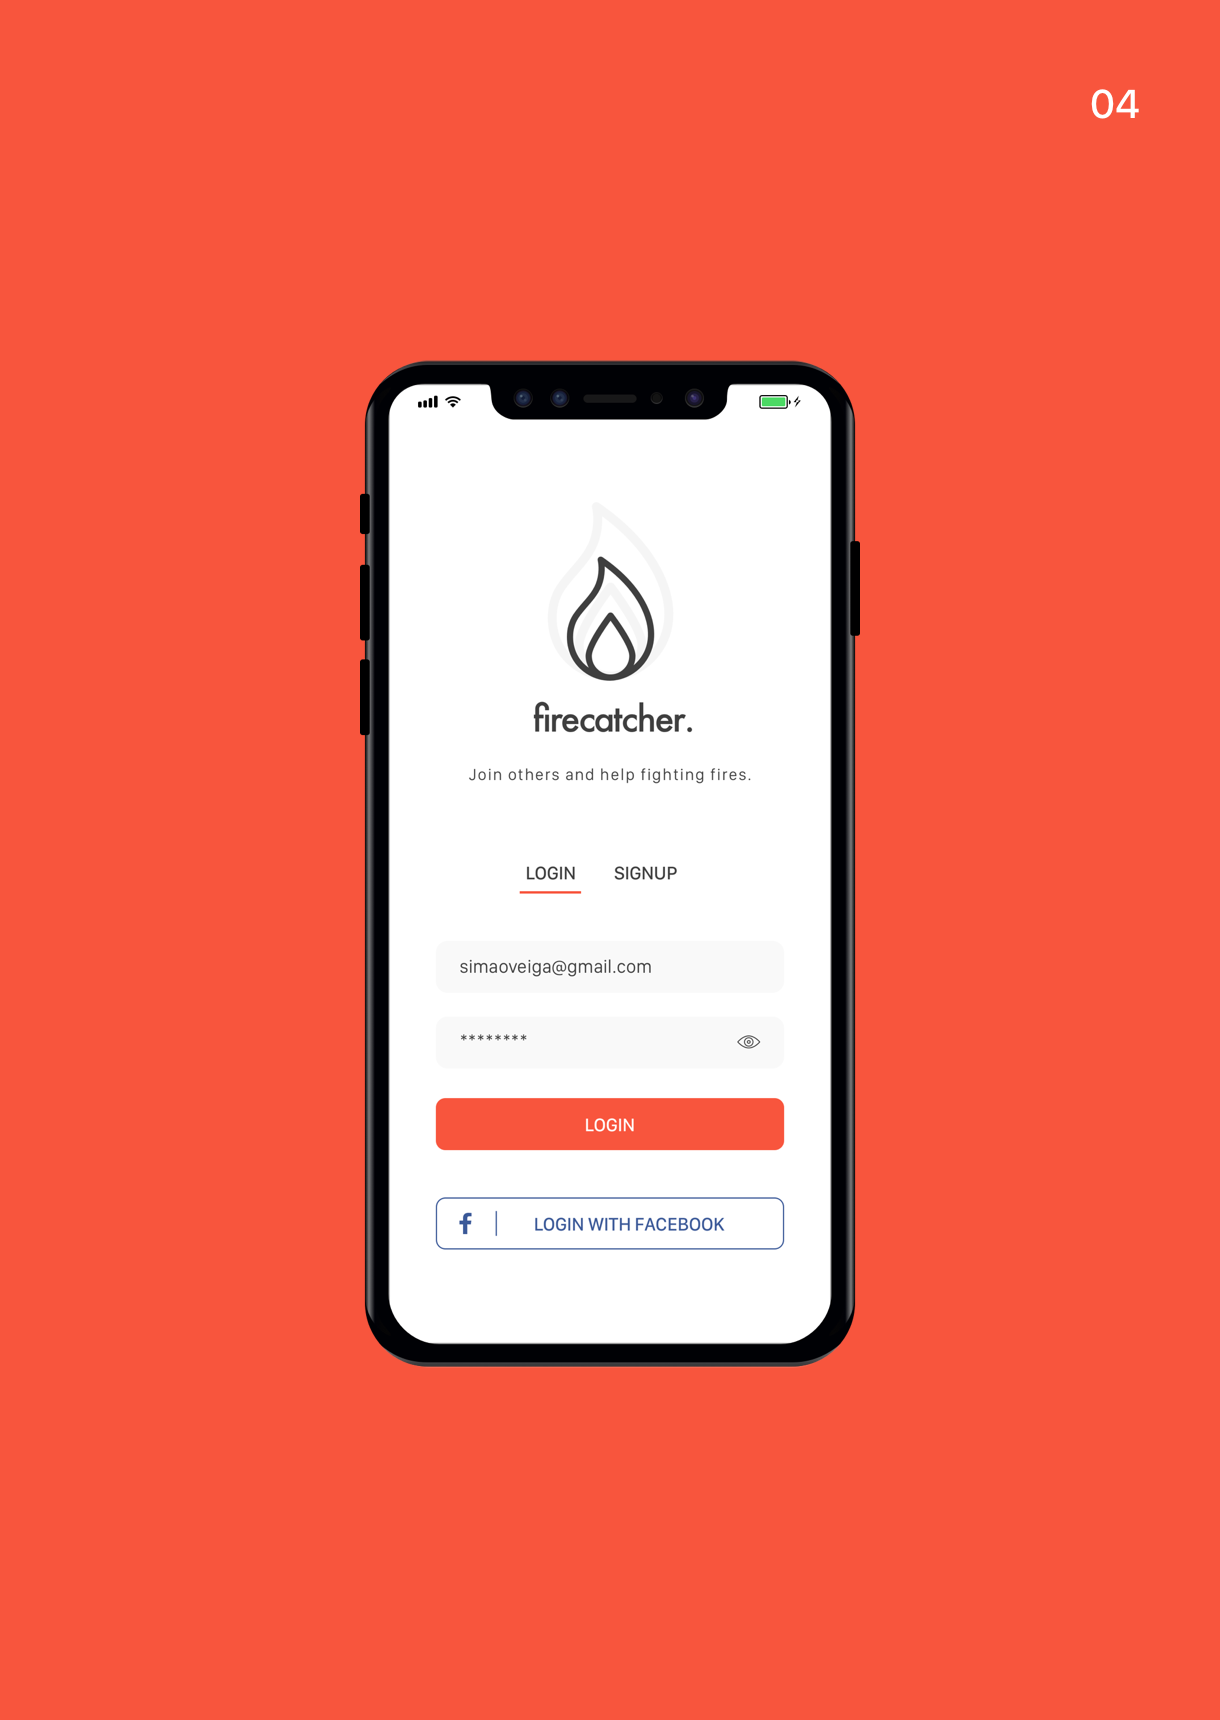 04
firecatcher.
Join others and help fighting fires.
LOGIN SIGNUP
simaoveiga@gmail.com
********
LOGIN
f | LOGIN WITH FACEBOOK